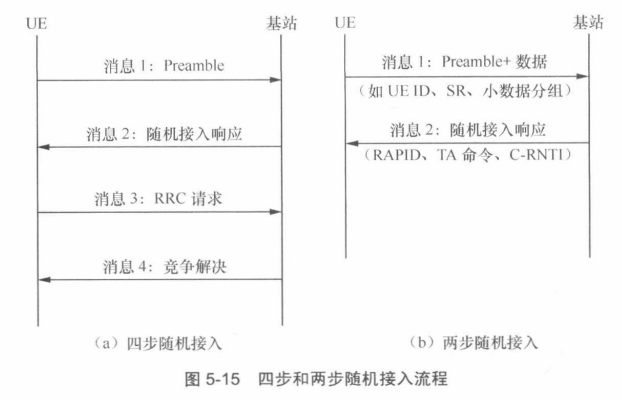 UE 基站
消息 1：Preamble
消息 2：随机接入响应
消息 3：RRC 请求
消息 4：竞争解决
（a）四步随机接入
UE 基站
消息 1：Preamble+ 数据
（如 UE ID、SR、小数据分组）
消息 2：随机接入响应
（RAPID、TA 命令、C-RNTI）
（b）两步随机接入
图 5-15 四步和两步随机接入流程